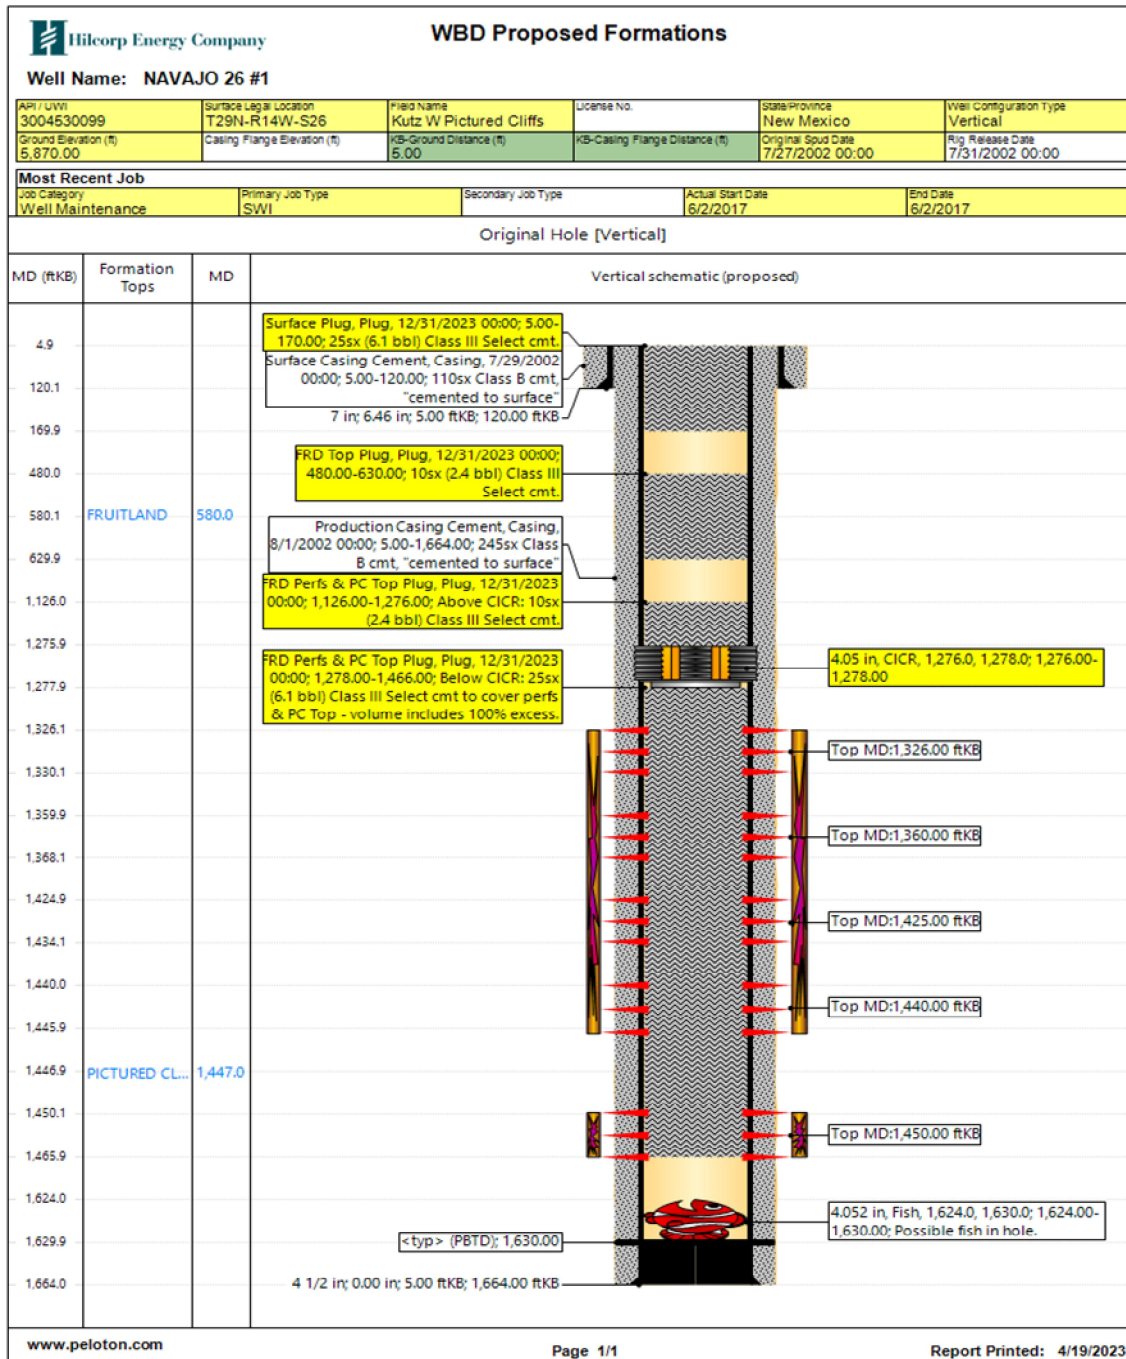 Hilcorp Energy Company
WBD Proposed Formations
Well Name: NAVAJO 26 #1
API / UWI
3004530099
Surface Legal Location
T29N-R14W-S26
Field Name
Kutz W Pictured Cliffs
License No.
State/Province
New Mexico
Well Configuration Type
Vertical
Ground Elevation (ft)
5,870.00
Casing Flange Elevation (ft)
KB-Ground Distance (ft)
5.00
KB-Casing Flange Distance (ft)
Original Spud Date
7/27/2002 00:00
Rig Release Date
7/31/2002 00:00
Most Recent Job
Job Category
Well Maintenance
Primary Job Type
SWI
Secondary Job Type
Actual Start Date
6/2/2017
End Date
6/2/2017
Original Hole [Vertical]
MD (ftKB)
Formation
Tops
MD
Vertical schematic (proposed)
Surface Plug, Plug, 12/31/2023 00:00; 5.00-
170.00; 25sx (6.1 bbl) Class III Select cmt.
4.9
Surface Casing Cement, Casing, 7/29/2002
00:00; 5.00-120.00; 110sx Class B cmt,
"cemented to surface"
120.1
7 in; 6.46 in; 5.00 ftKB; 120.00 ftKB
169.9
FRD Top Plug, Plug, 12/31/2023 00:00;
480.00-630.00; 10sx (2.4 bbl) Class III
Select cmt.
480.0
580.1
FRUITLAND
580.0
Production Casing Cement, Casing,
8/1/2002 00:00; 5.00-1,664.00; 245sx Class
B cmt, "cemented to surface"
629.9
FRD Perfs & PC Top Plug, Plug, 12/31/2023
00:00; 1,126.00-1,276.00; Above CICR: 10sx
(2.4 bbl) Class III Select cmt.
1,126.0
1,275.9
FRD Perfs & PC Top Plug, Plug, 12/31/2023
00:00; 1,278.00-1,466.00; Below CICR: 25sx
(6.1 bbl) Class III Select cmt to cover perfs
& PC Top - volume includes 100% excess.
4.05 in, CICR, 1,276.0, 1,278.0; 1,276.00-
1,278.00
1,277.9
1,326.1
Top MD:1,326.00 ftKB
1,330.1
1,359.9
Top MD:1,360.00 ftKB
1,368.1
1,424.9
Top MD:1,425.00 ftKB
1,434.1
1,440.0
Top MD:1,440.00 ftKB
1,445.9
1,446.9
PICTURED CL...
1,447.0
1,450.1
Top MD:1,450.00 ftKB
1,465.9
1,624.0
4.052 in, Fish, 1,624.0, 1,630.0; 1,624.00-
1,630.00; Possible fish in hole.
1,629.9
<typ> (PBTD); 1,630.00
1,664.0
4 1/2 in; 0.00 in; 5.00 ftKB; 1,664.00 ftKB
www.peloton.com
Page 1/1
Report Printed: 4/19/2023